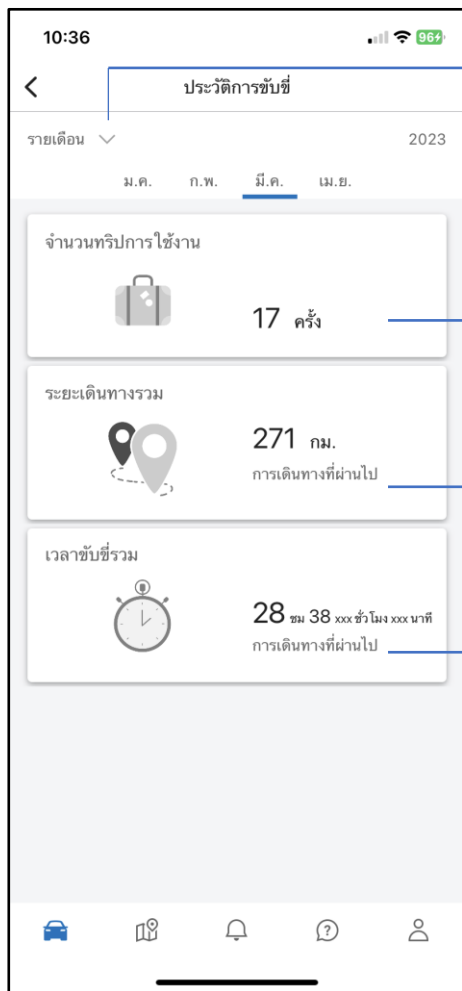 10:36
96
ประวัติการขับขี่
รายเดือน
2023
ม.ค. ก.พ. มี.ค. เม.ย.
จำนวนทริปการใช้งาน
17 ครั้ง
ระยะเดินทางรวม
271 กม.
การเดินทางที่ผ่านไป
เวลาขับขี่รวม
28 ชม 38 xxx ชั่วโมง xxx นาที
การเดินทางที่ผ่านไป